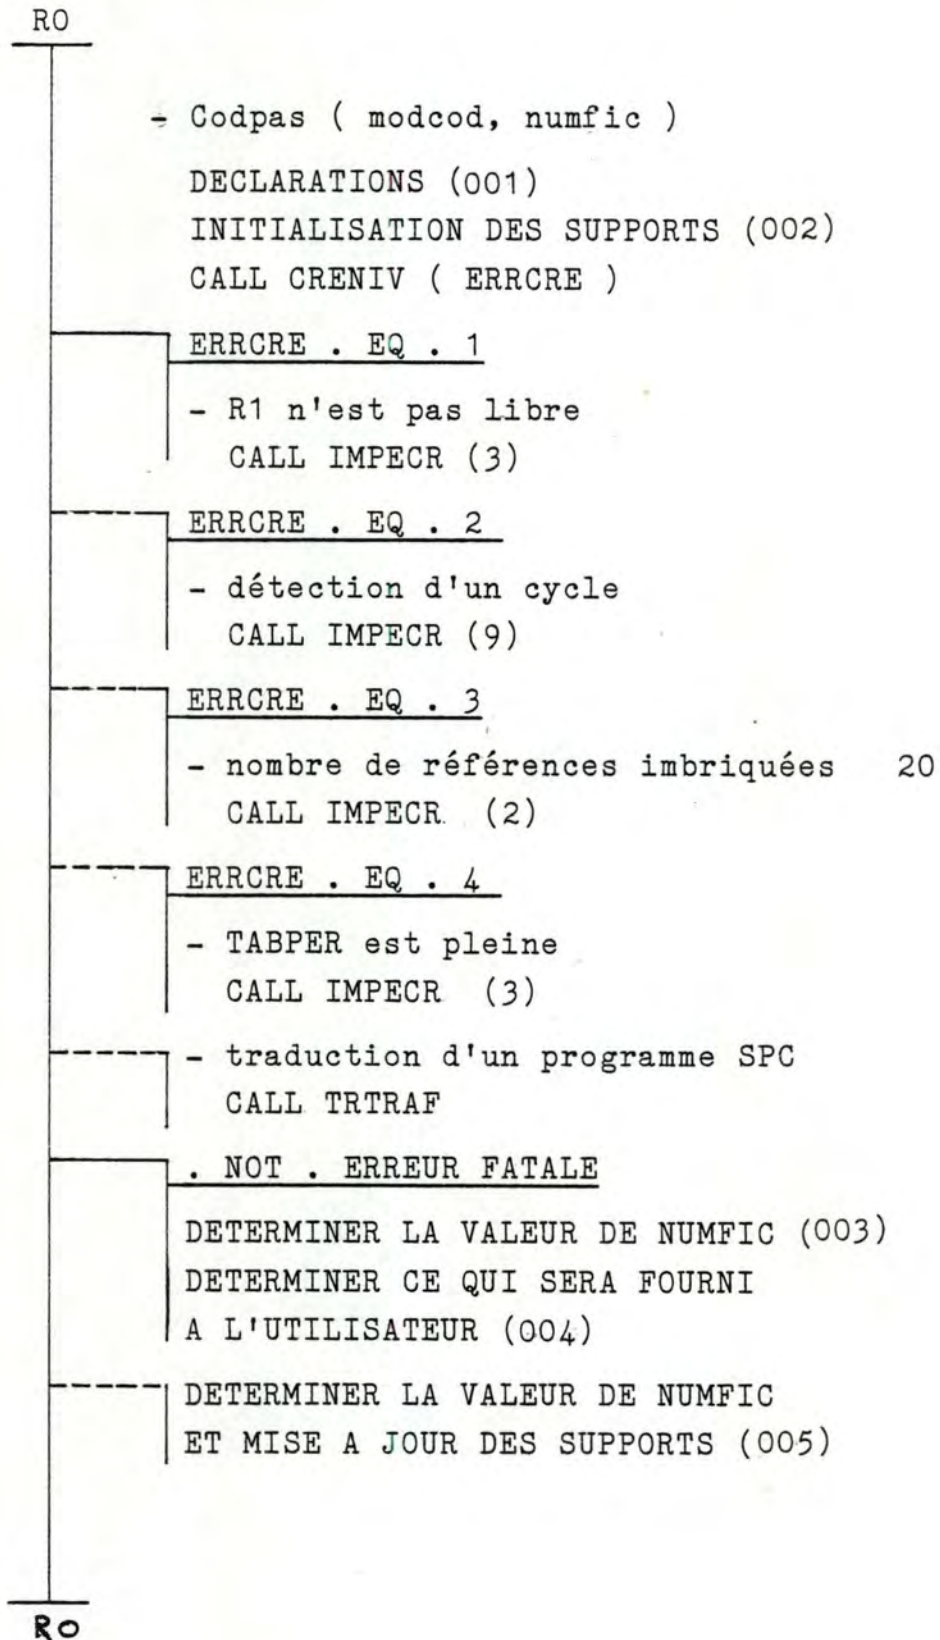 RO
- Codpas ( modcod, numfic )
DECLARATIONS (001)
INITIALISATION DES SUPPORTS (002)
CALL CRENIV ( ERRCRE )
ERRCRE . EQ . 1
- R1 n'est pas libre
CALL IMPECR (3)
ERRCRE . EQ . 2
- détection d'un cycle
CALL IMPECR (9)
ERRCRE . EQ . 3
- nombre de références imbriquées 20
CALL IMPECR (2)
ERRCRE . EQ . 4
- TABPER est pleine
CALL IMPECR (3)
- traduction d'un programme SPC
CALL TRTRAF
. NOT . ERREUR FATALE
DETERMINER LA VALEUR DE NUMFIC (003)
DETERMINER CE QUI SERA FOURNI
A L'UTILISATEUR (004)
DETERMINER LA VALEUR DE NUMFIC
ET MISE A JOUR DES SUPPORTS (005)
RO